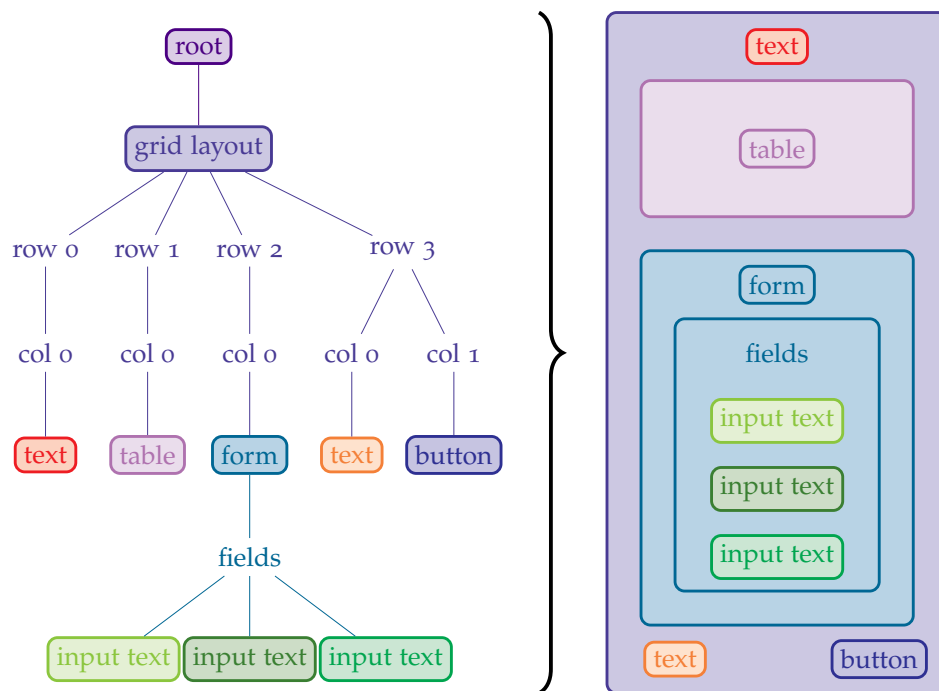 root
grid layout
row 0 row 1 row 2 row 3
col 0 col 0 col 0 col 0 col 1
text table form text button
fields
input text input text input text
text
table
form
fields
input text
input text
input text
text button